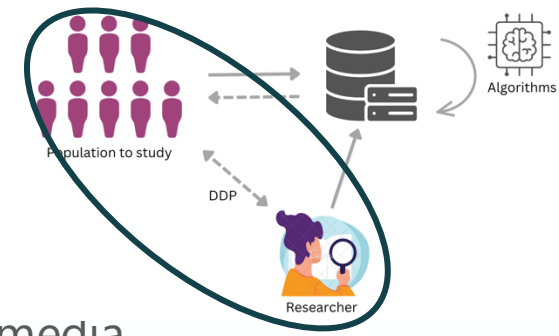 Algorithms
Population to study
DDP
Researcher
media